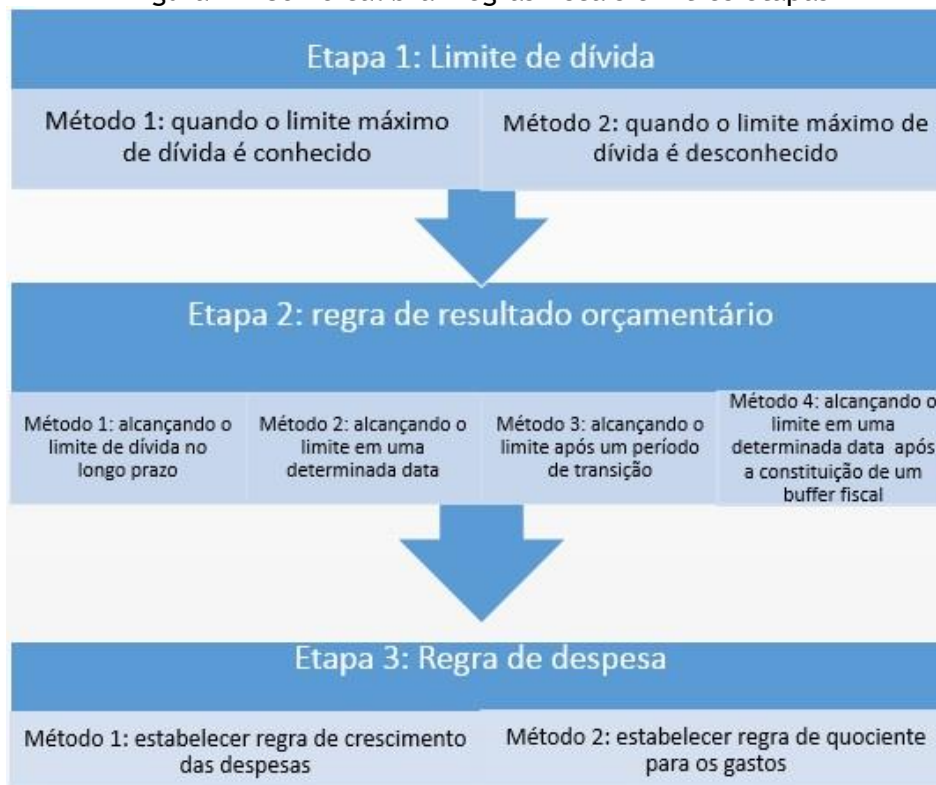 Etapa 1: Limite de dívida
Método 1: quando o limite máximo
de dívida é conhecido
Método 2: quando o limite máximo de
dívida é desconhecido
Etapa 2: regra de resultado orçamentário
Método 1: alcançando o
limite de dívida no
longo prazo
Método 2: alcançando o
limite em uma
determinada data
Método 3: alcançando o
limite após um período
de transição
Método 4: alcançando o
limite em uma
determinada data após
a constituição de um
buffer fiscal
Etapa 3: Regra de despesa
Método 1: estabelecer regra de crescimento
das despesas
Método 2: estabelecer regra de quociente
para os gastos